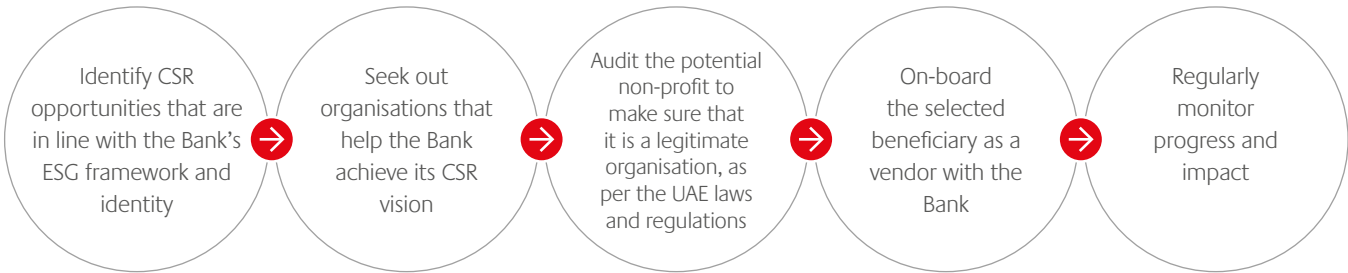 Identify CSR
opportunities that are
in line with the Bank's
ESG framework and
identity
Seek out
organisations that
help the Bank
achieve its CSR
vision
Audit the potential
non-profit to
make sure that
it is a legitimate
organisation, as
per the UAE laws
and regulations
On-board
the selected
beneficiary as a
vendor with the
Bank
Regularly
monitor
progress and
impact